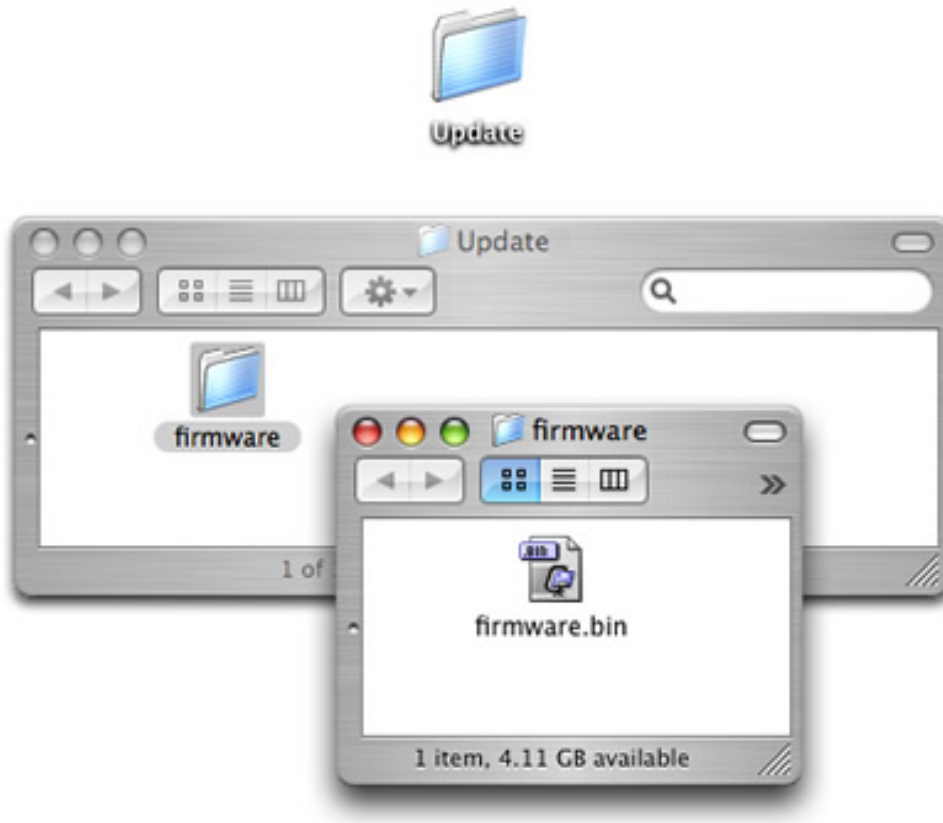 Update
Update
firmware
firmware
1 of
.Bin
firmware.bin
1 item, 4.11 GB available